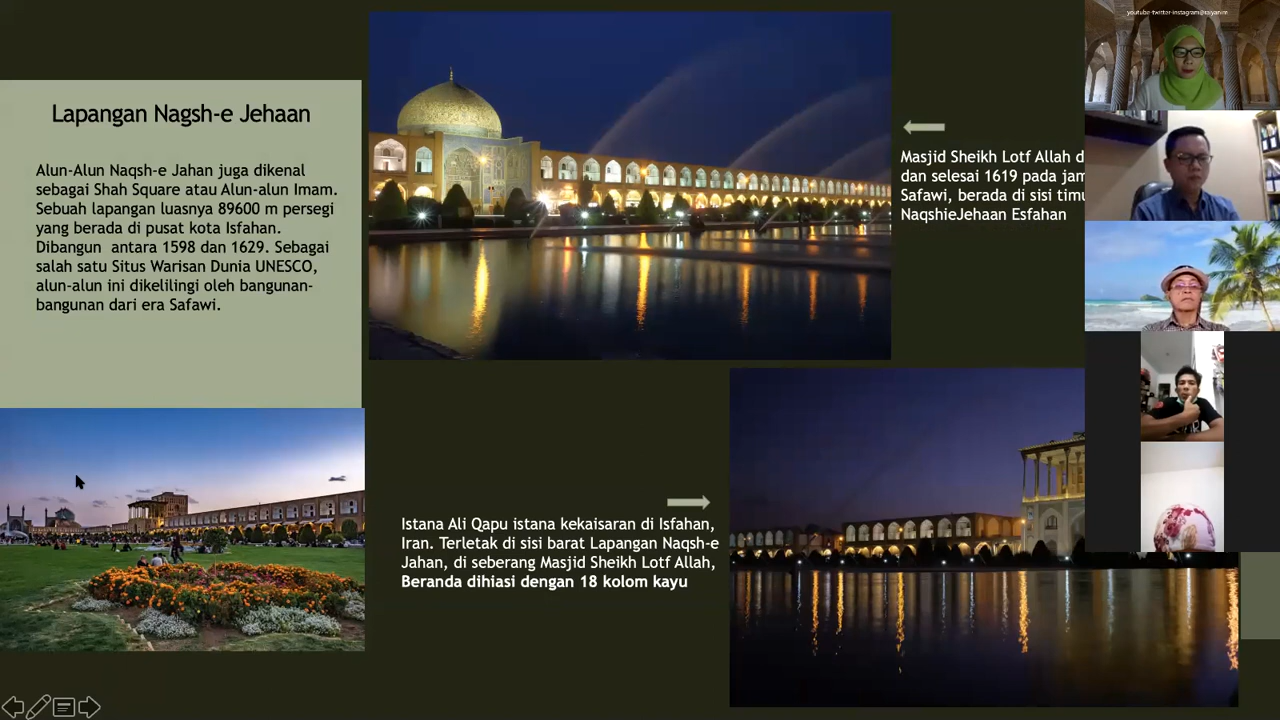 Lapangan Nagsh-e Jehaan
Alun-Alun Naqsh-e Jahan juga dikenal
sebagai Shah Square atau Alun-alun Imam.
Sebuah lapangan luasnya 89600 m persegi
yang berada di pusat kota Isfahan.
Dibangun antara 1598 dan 1629. Sebagai
salah satu Situs Warisan Dunia UNESCO,
alun-alun ini dikelilingi oleh bangunan-
bangunan dari era Safawi.
Masjid Sheikh Lotf Allah d
dan selesai 1619 pada jam
Safawi, berada di sisi timu
NaqshieJehaan Esfahan
Istana Ali Qapu istana kekaisaran di Isfahan,
Iran. Terletak di sisi barat Lapangan Naqsh-e
Jahan, di seberang Masjid Sheikh Lotf Allah,
Beranda dihiasi dengan 18 kolom kayu
youtube-twitter-instagram@saiyanim